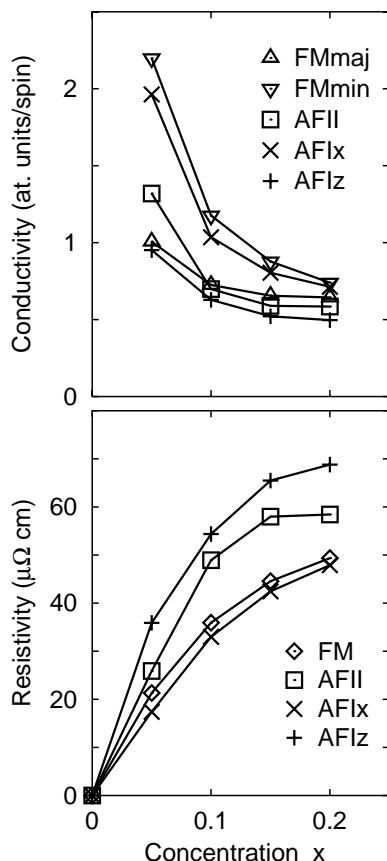 Conductivity (at. units/spin)
2
1
0
FMmaj
FMmin
AFII
AFIx
AFIz
Resistivity (μΩ cm)
60
40
20
0
FM
AFII
AFIx
AFIz
0
0.1
0.2
Concentration x